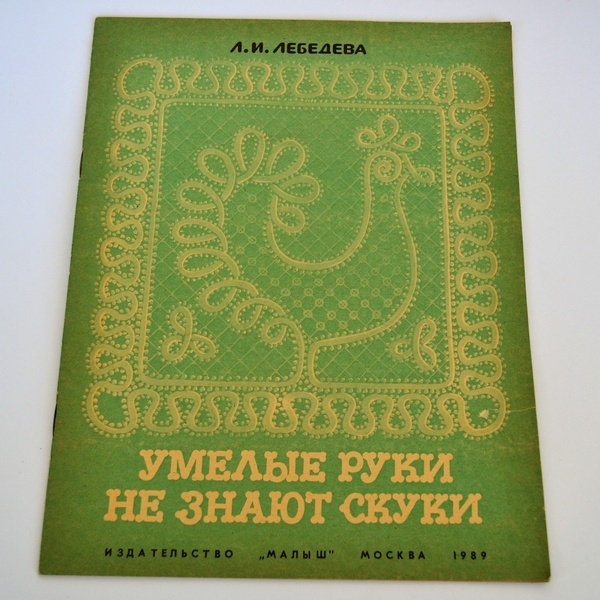 Л.И. ЛЕБЕДЕВА
УМЕЛЫЕ РУКИ
НЕ ЗНАЮТ СКУКИ
ИЗДАТЕЛЬСТВО „МАЛЫШ" МОСКВА 1989